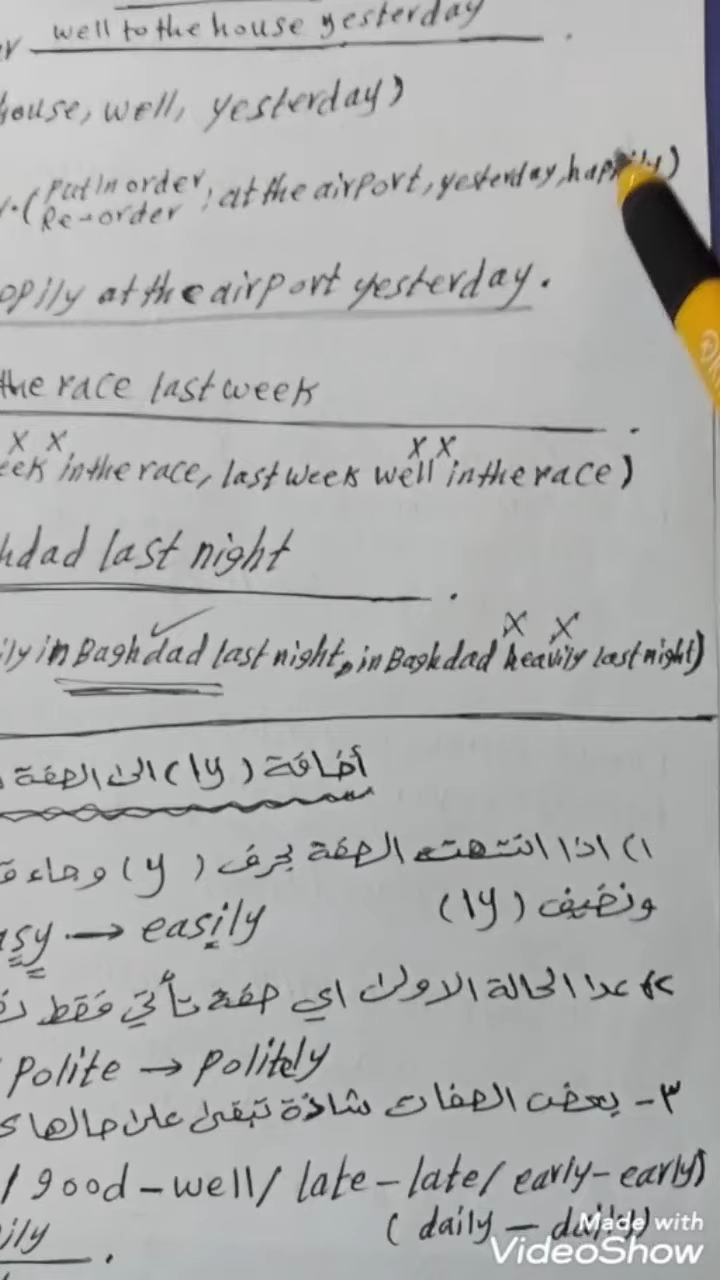 well to the house yesterday .
house, well, yesterday)
(Put in order
Re-order ; at the airport, yesterday, happily)
ppily at the airport yesterday.
the race last week .
x x x x
eek in the race, last week well in the race)
hdad last night .
x x
ily in Baghdad last night, in Baghdad heavily last night)
أضافة (ly) الى الصفة
١) اذا انتهت الصفة بحرف (y) وجاء
ونضيف (ly)
asy → easily
٢) عدا الحالة الاولى اي صفة تأتي فقط
Polite → Politely
٣- بعض الصفات شاذة تبقى على حالها
/ good - well / late - late / early - early)
(daily - daily)
ily .
Made with
VideoShow